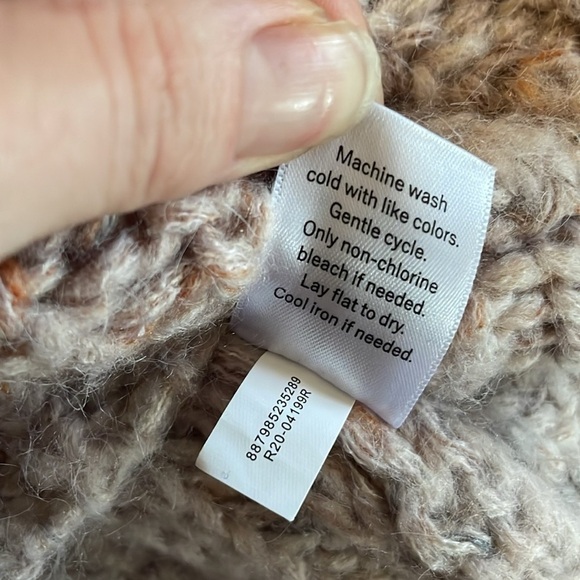 Machine wash
cold with like colors.
Gentle cycle.
Only non-chlorine
bleach if needed.
Lay flat to dry.
Cool iron if needed.
887985235289
R20-04199R